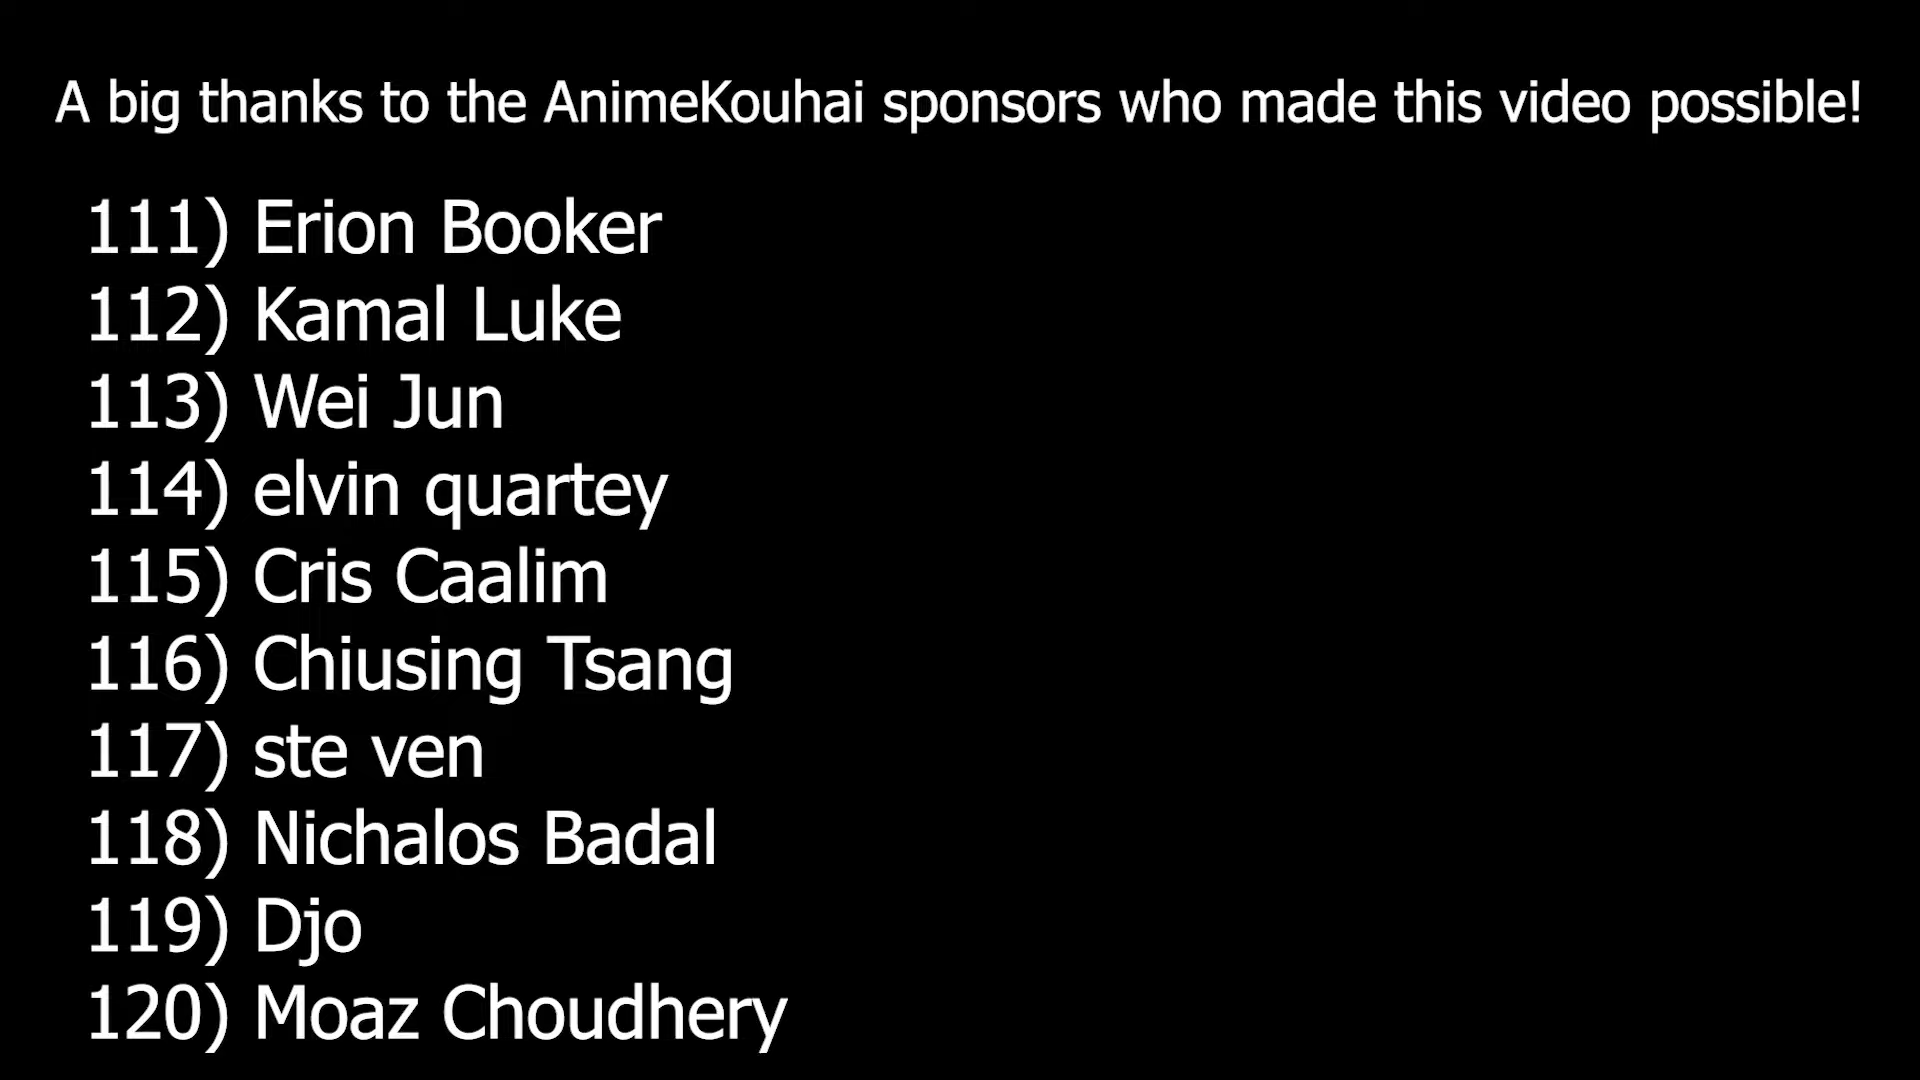 A big thanks to the AnimeKouhai sponsors who made this video possible!
111) Erion Booker
112) Kamal Luke
113) Wei Jun
114) elvin quartey
115) Cris Caalim
116) Chiusing Tsang
117) ste ven
118) Nichalos Badal
119) Djo
120) Moaz Choudhery